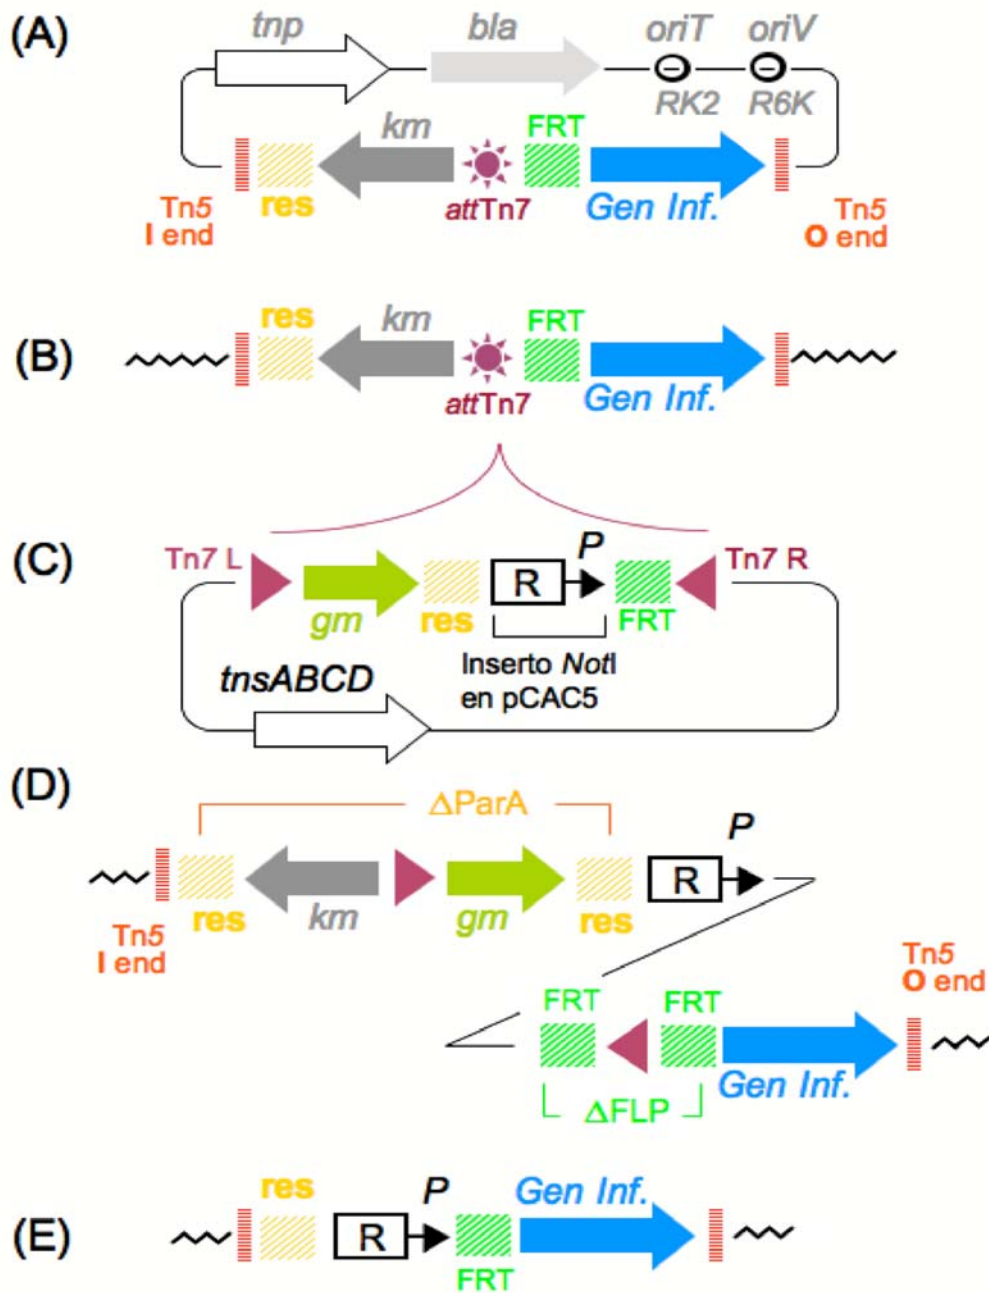 (A)
tnp bla oriT oriV
RK2 R6K
km FRT
res attTn7 Gen Inf.
Tn5
I end
Tn5
O end
(B)
res km FRT
attTn7 Gen Inf.
(C)
Tn7 L P Tn7 R
R
gm res FRT
Inserto NotI
en pCAC5
tnsABCD
(D)
ΔParA
P
R
res km gm res
Tn5
I end
Tn5
O end
FRT FRT
Gen Inf.
ΔFLP
(E)
res P Gen Inf.
R
FRT